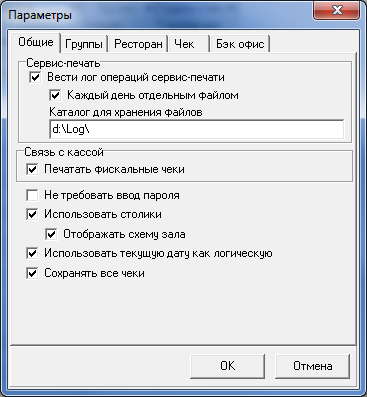 Параметры
Общие Группы Ресторан Чек Бэк офис
Сервис-печать
Вести лог операций сервис-печати
Каждый день отдельным файлом
Каталог для хранения файлов
d:\Log\
Связь с кассой
Печатать фискальные чеки
Не требовать ввод пароля
Использовать столики
Отображать схему зала
Использовать текущую дату как логическую
Сохранять все чеки
OK Отмена